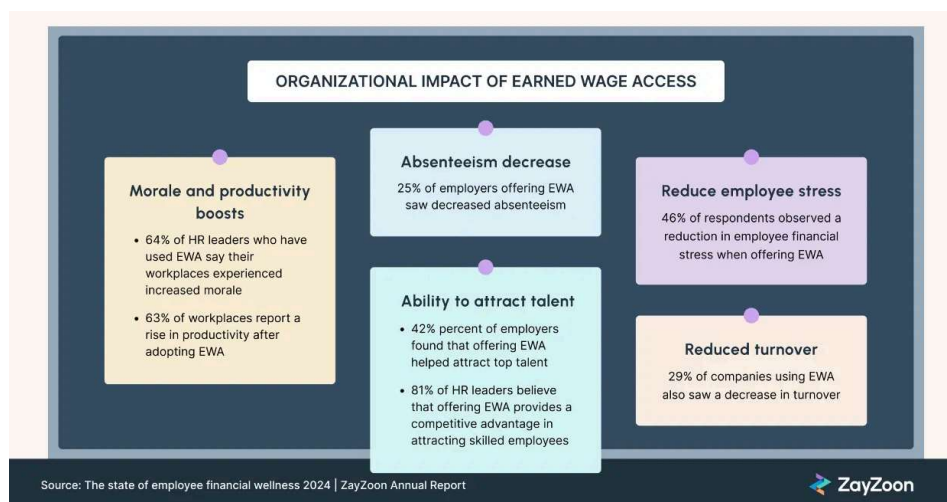 ORGANIZATIONAL IMPACT OF EARNED WAGE ACCESS
Morale and productivity
boosts
• 64% of HR leaders who have
used EWA say their
workplaces experienced
increased morale
• 63% of workplaces report a
rise in productivity after
adopting EWA
Absenteeism decrease
25% of employers offering EWA
saw decreased absenteeism
Ability to attract talent
• 42% percent of employers
found that offering EWA
helped attract top talent
• 81% of HR leaders believe
that offering EWA provides a
competitive advantage in
attracting skilled employees
Reduce employee stress
46% of respondents observed a
reduction in employee financial
stress when offering EWA
Reduced turnover
29% of companies using EWA
also saw a decrease in turnover
Source: The state of employee financial wellness 2024 | ZayZoon Annual Report
ZayZoon